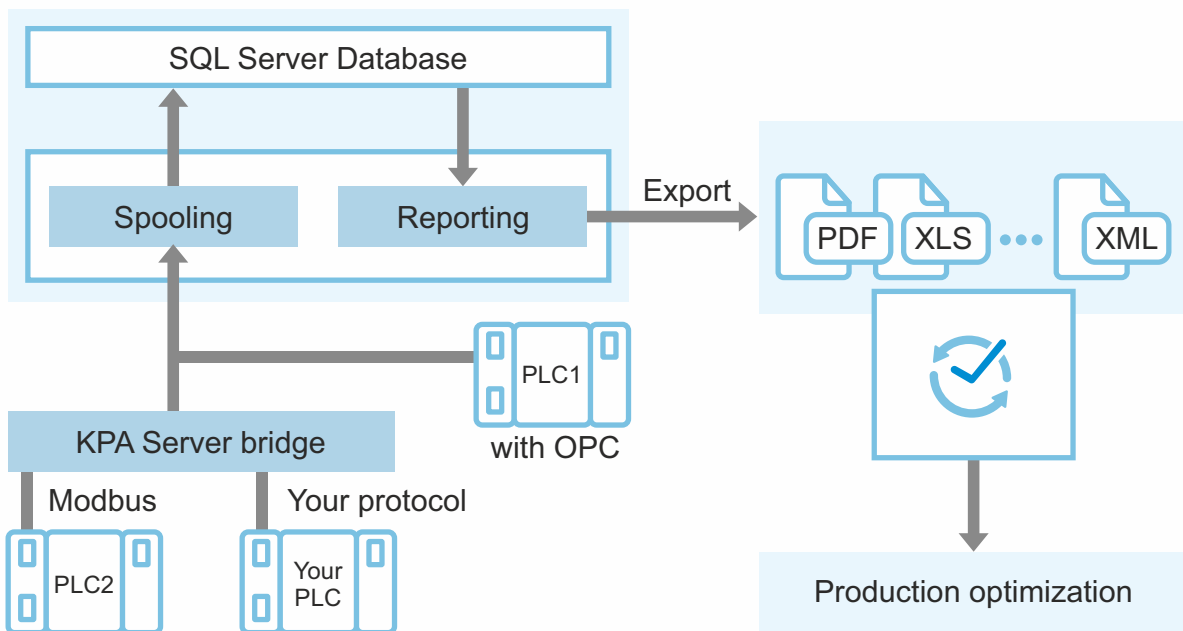 SQL Server Database
Spooling
Reporting
Export
PDF
XLS
XML
PLC1
with OPC
KPA Server bridge
Modbus
Your protocol
PLC2
Your
PLC
Production optimization